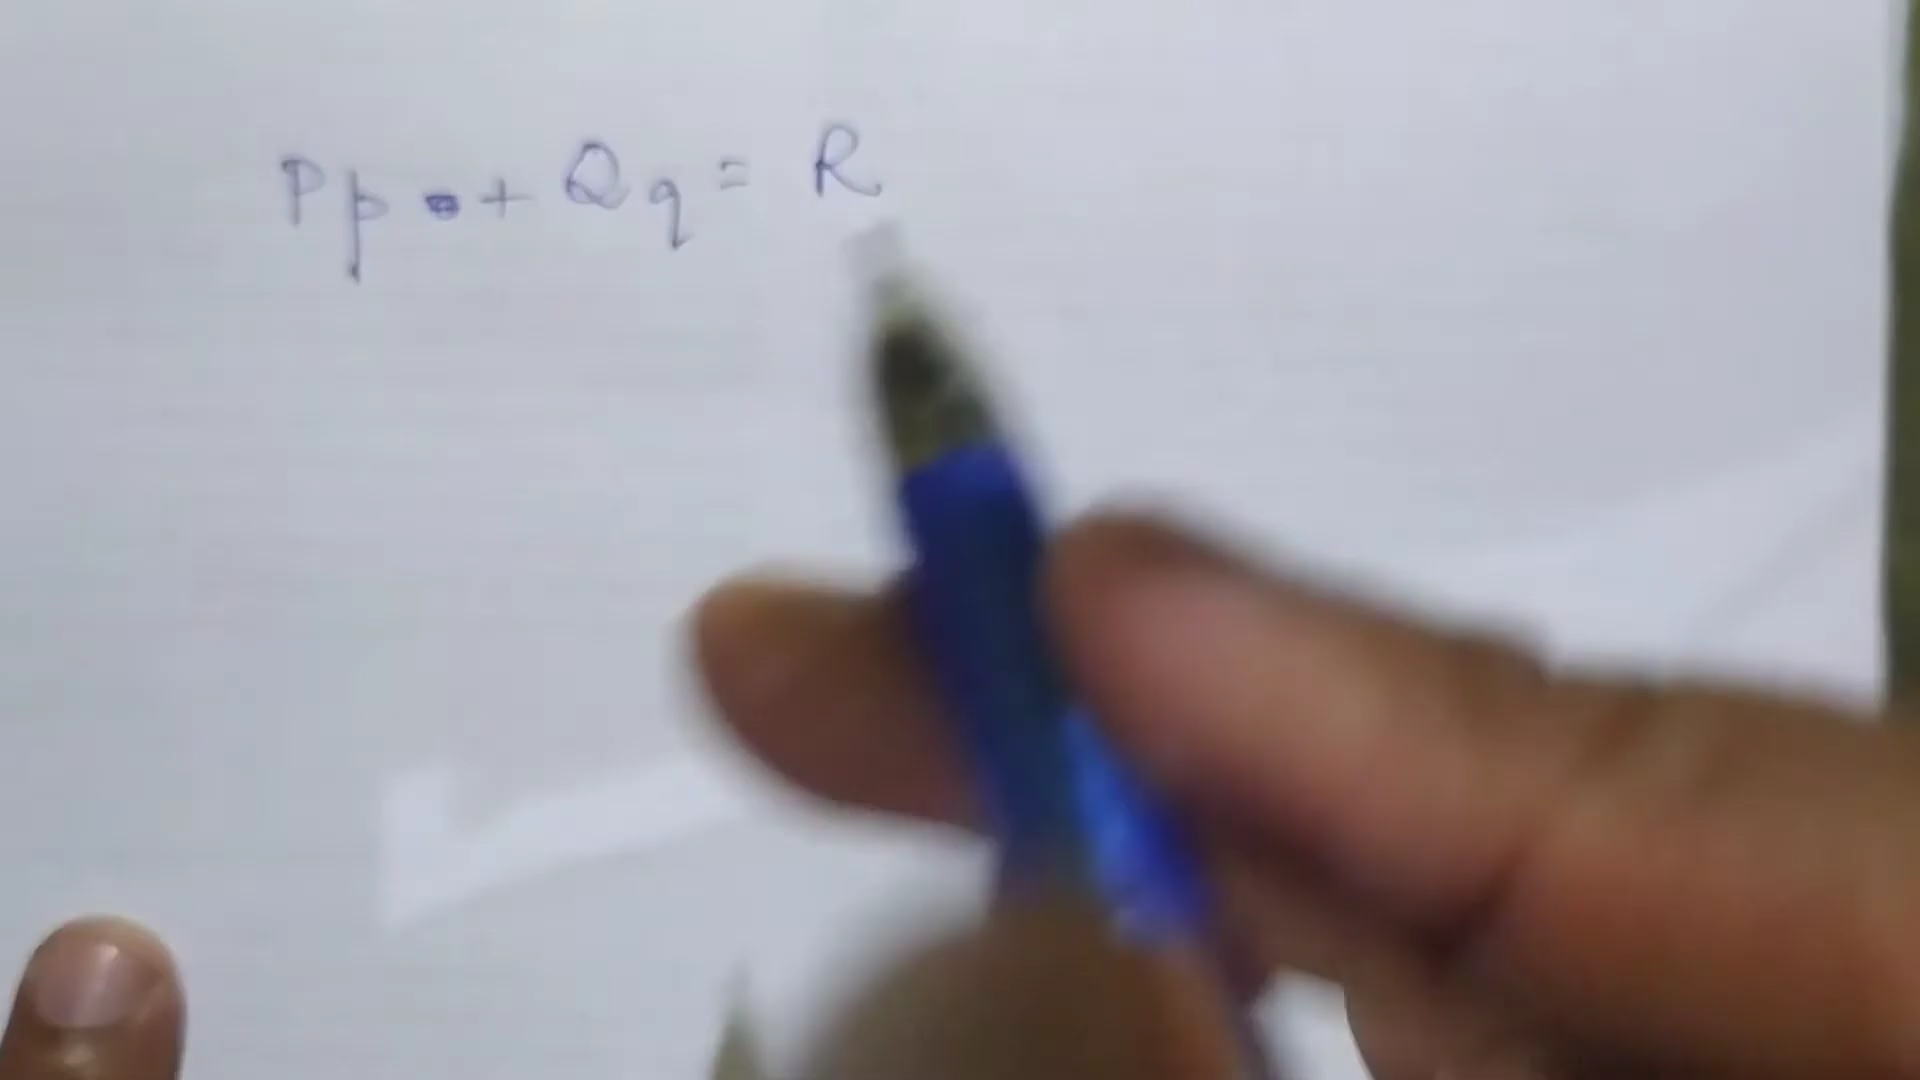 Pp + Qq = R